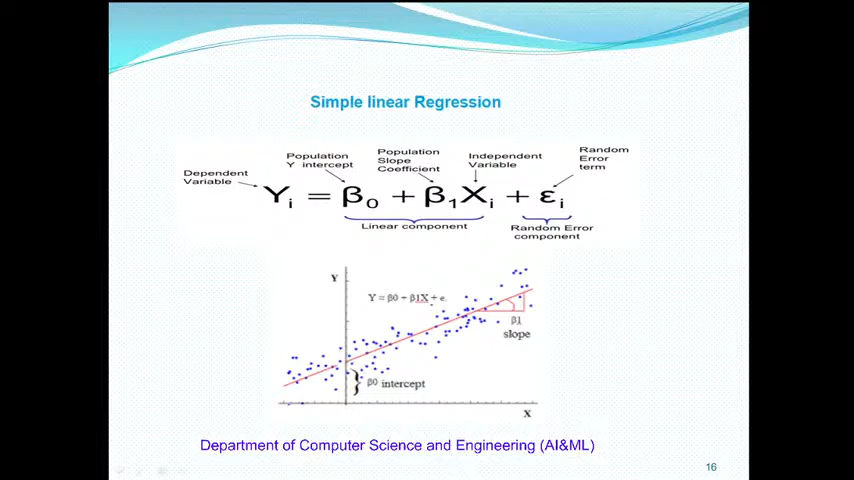 Simple linear Regression
Dependent
Variable
Population
Y intercept
Population
Slope
Coefficient
Independent
Variable
Random
Error
term
Yi = β0 + β1Xi + εi
Linear component
Random Error
component
Y
Y = β0 + β1X + e
β1
slope
β0 intercept
X
Department of Computer Science and Engineering (AI&ML)
16